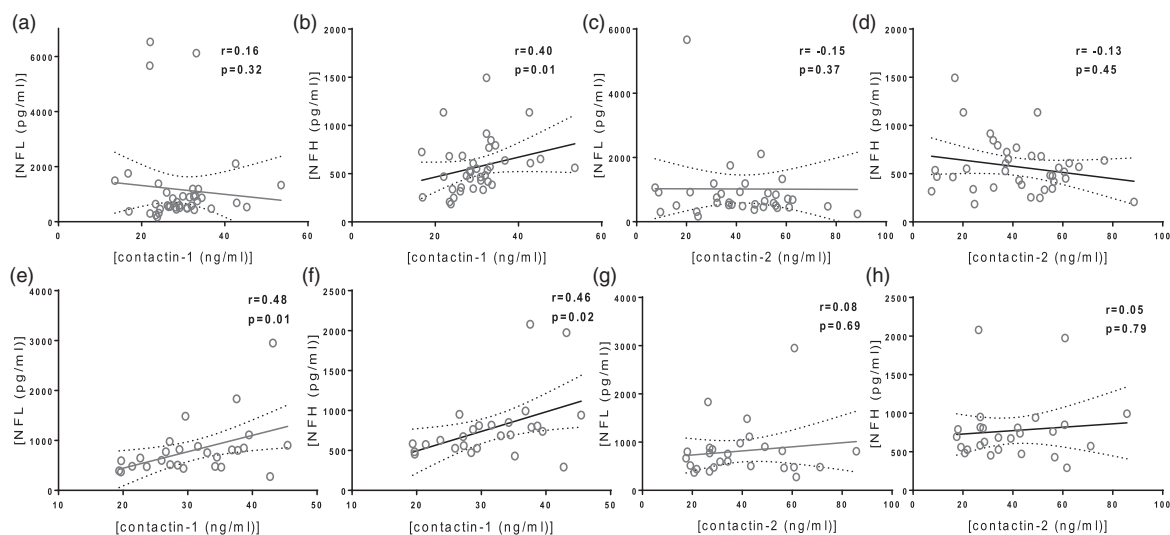 (a)
r=0.16
p=0.32
[NFL (pg/ml)]
6000
4000
2000
0
0
20
40
60
[contactin-1 (ng/ml)]
(b)
r=0.40
p=0.01
[NFH (pg/ml)]
2000
1500
1000
500
0
0
20
40
60
[contactin-1 (ng/ml)]
(c)
r= -0.15
p=0.37
[NFL (pg/ml)]
6000
4000
2000
0
0
20
40
60
80
100
[contactin-2 (ng/ml)]
(d)
r= -0.13
p=0.45
[NFH (pg/ml)]
2000
1500
1000
500
0
0
20
40
60
80
100
[contactin-2 (ng/ml)]
(e)
r=0.48
p=0.01
[NFL (pg/ml)]
4000
3000
2000
1000
0
10
20
30
40
50
[contactin-1 (ng/ml)]
(f)
r=0.46
p=0.02
[NFH (pg/ml)]
2500
2000
1500
1000
500
0
10
20
30
40
50
[contactin-1 (ng/ml)]
(g)
r=0.08
p=0.69
[NFL (pg/ml)]
4000
3000
2000
1000
0
0
20
40
60
80
100
[contactin-2 (ng/ml)]
(h)
r=0.05
p=0.79
[NFH (pg/ml)]
2500
2000
1500
1000
500
0
0
20
40
60
80
100
[contactin-2 (ng/ml)]